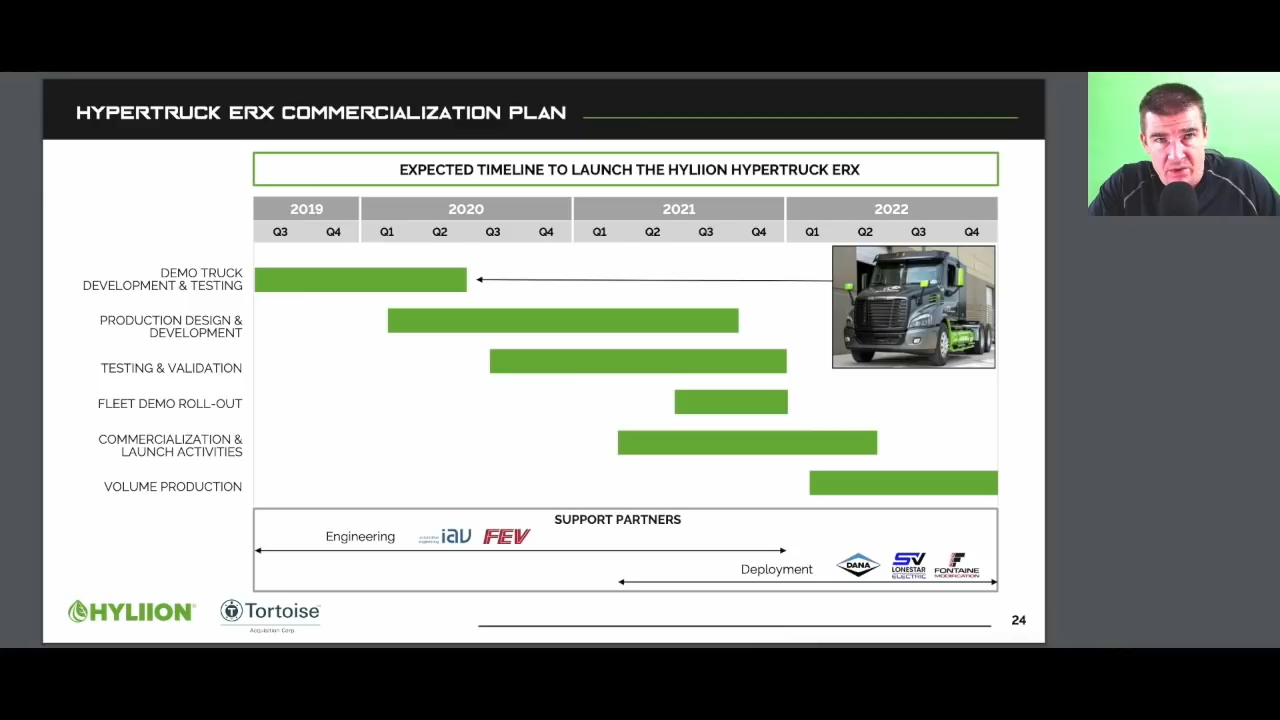 HYPERTRUCK ERX COMMERCIALIZATION PLAN
EXPECTED TIMELINE TO LAUNCH THE HYLIION HYPERTRUCK ERX
2019 2020 2021 2022
Q3 Q4 Q1 Q2 Q3 Q4 Q1 Q2 Q3 Q4 Q1 Q2 Q3 Q4
DEMO TRUCK
DEVELOPMENT & TESTING
PRODUCTION DESIGN &
DEVELOPMENT
TESTING & VALIDATION
FLEET DEMO ROLL-OUT
COMMERCIALIZATION &
LAUNCH ACTIVITIES
VOLUME PRODUCTION
SUPPORT PARTNERS
Engineering iav FEV
Deployment DANA SV LONESTAR ELECTRIC F FONTAINE MODIFICATION
HYLIION Tortoise
Acquisition Corp.
24